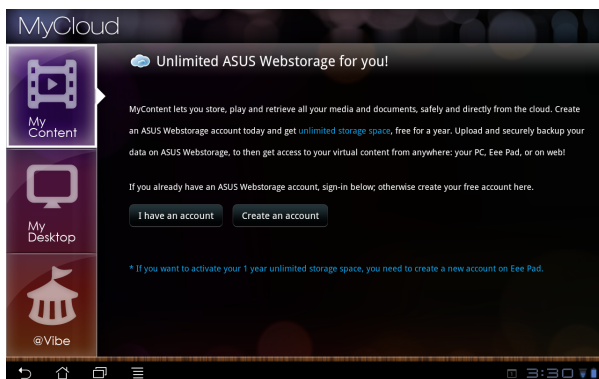 MyCloud
Unlimited ASUS Webstorage for you!
My
Content
MyContent lets you store, play and retrieve all your media and documents, safely and directly from the cloud. Create
an ASUS Webstorage account today and get unlimited storage space, free for a year. Upload and securely backup your
data on ASUS Webstorage, to then get access to your virtual content from anywhere: your PC, Eee Pad, or on web!
If you already have an ASUS Webstorage account, sign-in below; otherwise create your free account here.
I have an account
Create an account
My
Desktop
* If you want to activate your 1 year unlimited storage space, you need to create a new account on Eee Pad.
@Vibe
3:30